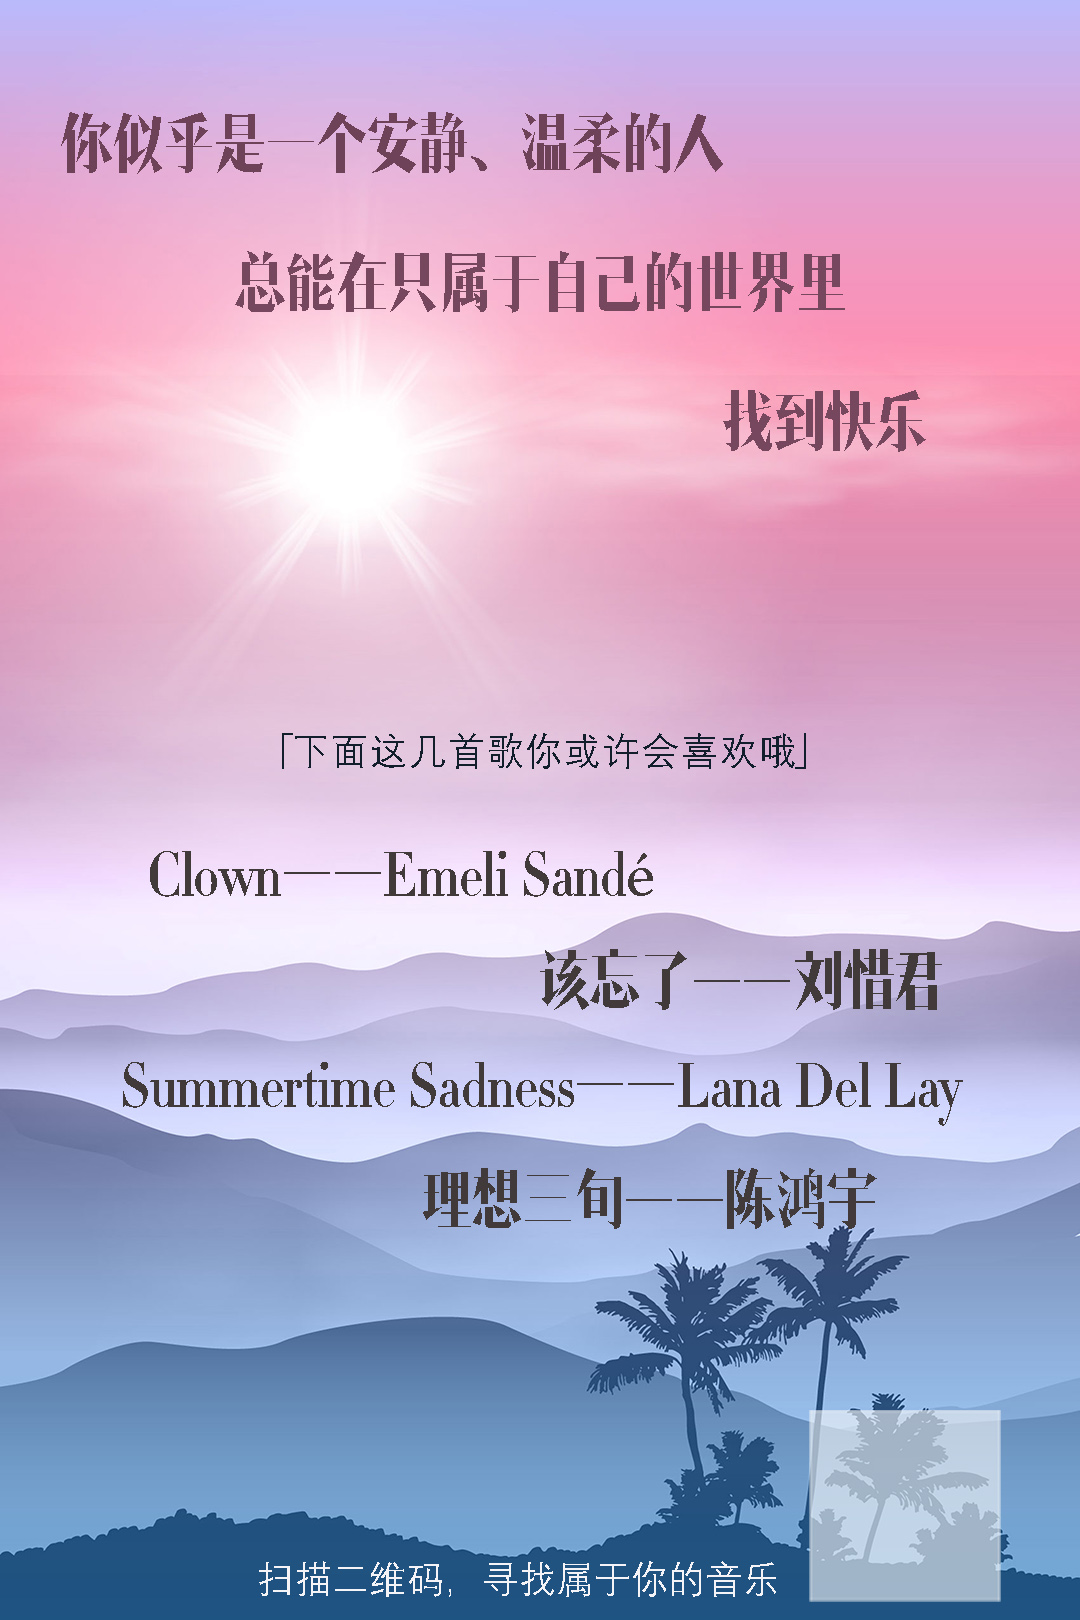 你似乎是一个安静、温柔的人
总能在只属于自己的世界里
找到快乐
「下面这几首歌你或许会喜欢哦」
Clown——Emeli Sandé
该忘了——刘惜君
Summertime Sadness——Lana Del Lay
理想三旬——陈鸿宇
扫描二维码，寻找属于你的音乐